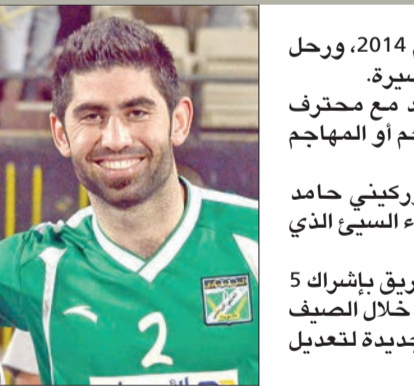 2014، ورحل
سيرة.
د مع محترف
جم أو المهاجم
وركيني حامد
ء السيئ الذي
ريق بإشراك 5
خلال الصيف
جديدة لتعديل
2